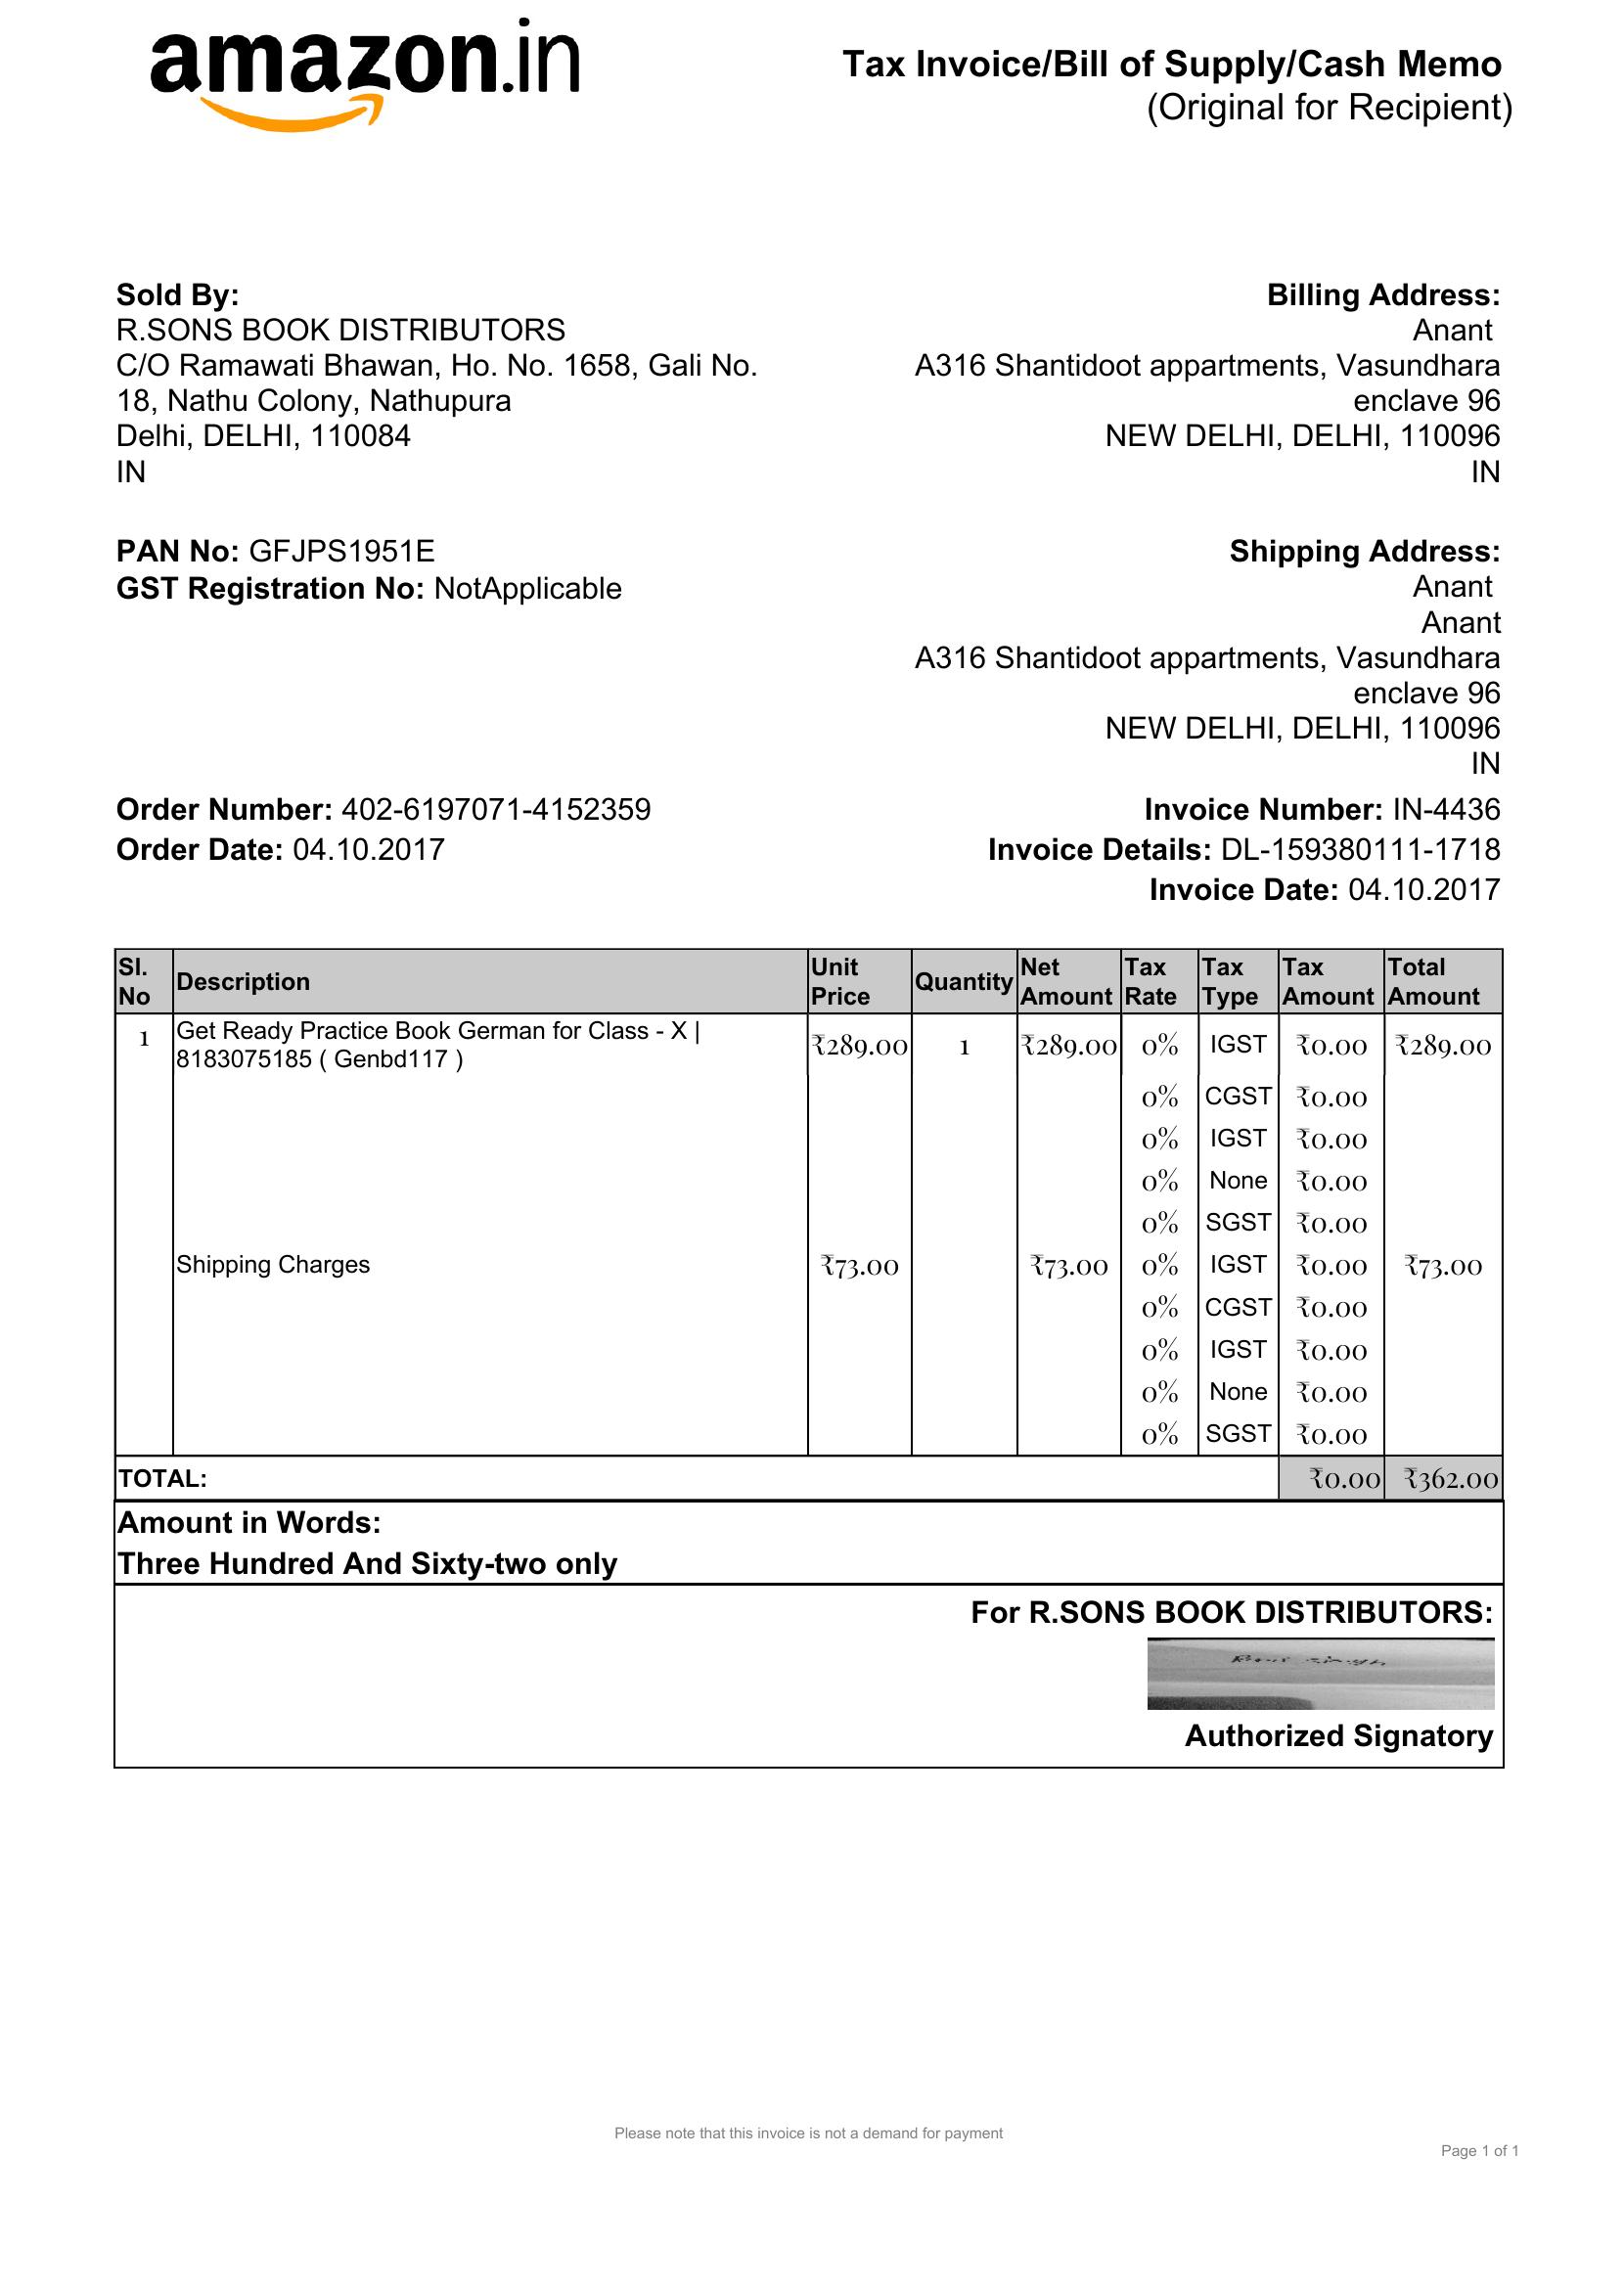 amazon.in
Tax Invoice/Bill of Supply/Cash Memo
(Original for Recipient)
Sold By:
R.SONS BOOK DISTRIBUTORS
C/O Ramawati Bhawan, Ho. No. 1658, Gali No.
18, Nathu Colony, Nathupura
Delhi, DELHI, 110084
IN
PAN No: GFJPS1951E
GST Registration No: NotApplicable
Billing Address:
Anant
A316 Shantidoot appartments, Vasundhara
enclave 96
NEW DELHI, DELHI, 110096
IN
Shipping Address:
Anant
Anant
A316 Shantidoot appartments, Vasundhara
enclave 96
NEW DELHI, DELHI, 110096
IN
Order Number: 402-6197071-4152359
Order Date: 04.10.2017
Invoice Number: IN-4436
Invoice Details: DL-159380111-1718
Invoice Date: 04.10.2017
Sl. No Description Unit Price Quantity Net Amount Tax Rate Tax Type Tax Amount Total Amount
1 Get Ready Practice Book German for Class - X | ₹289.00 1 ₹289.00 0% IGST ₹0.00 ₹289.00
8183075185 ( Genbd117 )
0% CGST ₹0.00
0% IGST ₹0.00
0% None ₹0.00
0% SGST ₹0.00
Shipping Charges ₹73.00 ₹73.00 0% IGST ₹0.00 ₹73.00
0% CGST ₹0.00
0% IGST ₹0.00
0% None ₹0.00
0% SGST ₹0.00
TOTAL: ₹0.00 ₹362.00
Amount in Words:
Three Hundred And Sixty-two only
For R.SONS BOOK DISTRIBUTORS:
Singh
Authorized Signatory
Please note that this invoice is not a demand for payment
Page 1 of 1